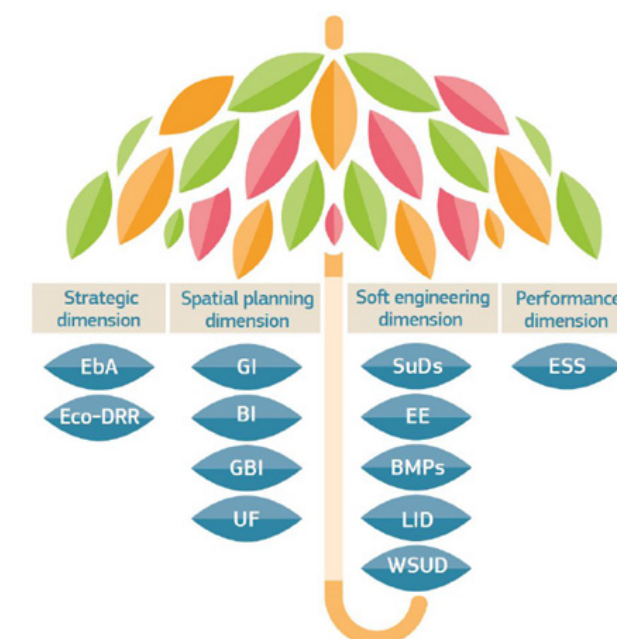 Strategic
dimension
Spatial planning
dimension
Soft engineering
dimension
Performance
dimension
EbA
GI
SuDs
ESS
Eco-DRR
BI
EE
GBI
BMPs
UF
LID
WSUD